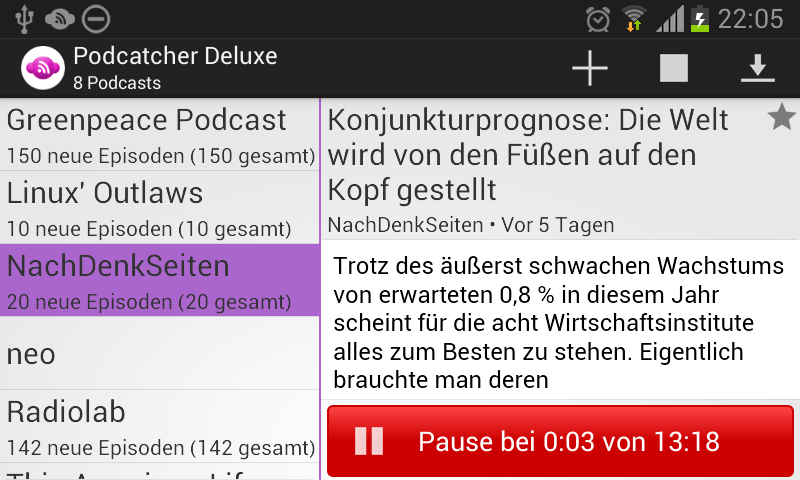 22:05
Podcatcher Deluxe
8 Podcasts
Greenpeace Podcast
150 neue Episoden (150 gesamt)
Linux' Outlaws
10 neue Episoden (10 gesamt)
NachDenkSeiten
20 neue Episoden (20 gesamt)
neo
Radiolab
142 neue Episoden (142 gesamt)
This American Life
Konjunkturprognose: Die Welt
wird von den Füßen auf den
Kopf gestellt
NachDenkSeiten • Vor 5 Tagen
Trotz des äußerst schwachen Wachstums
von erwarteten 0,8 % in diesem Jahr
scheint für die acht Wirtschaftsinstitute
alles zum Besten zu stehen. Eigentlich
brauchte man deren
Pause bei 0:03 von 13:18